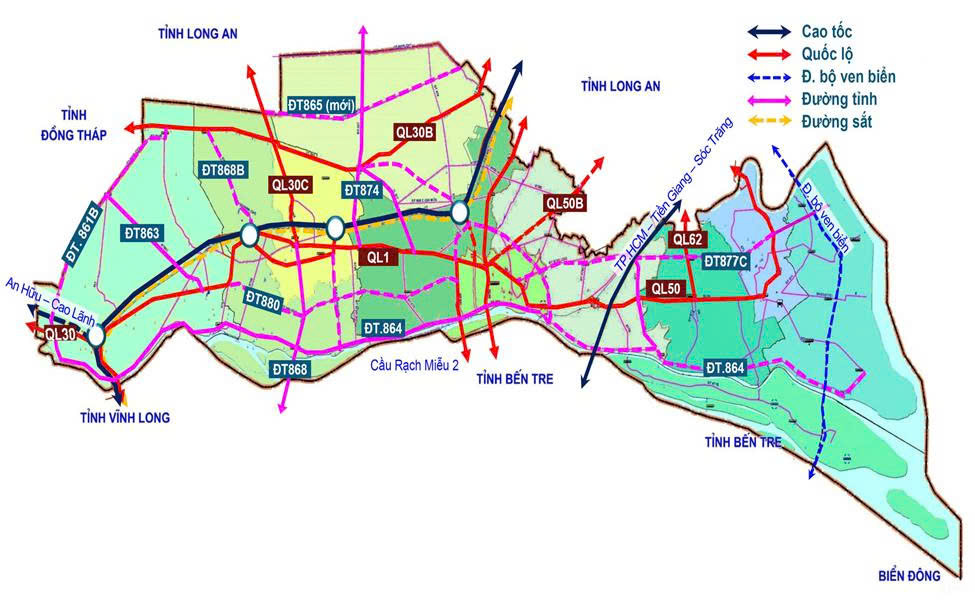 TỈNH LONG AN
Cao tốc
Quốc lộ
Đ. bộ ven biển
Đường tỉnh
Đường sắt
TỈNH LONG AN
TỈNH
ĐỒNG THÁP
ĐT865 (mới)
QL30B
ĐT868B
QL30C
ĐT874
QL50B
TP.HCM – Tiền Giang – Sóc Trăng
Đ. bộ ven biển
ĐT. 861B
ĐT863
QL62
QL1
ĐT877C
An Hữu – Cao Lãnh
ĐT880
QL50
QL30
ĐT.864
Cầu Rạch Miễu 2
ĐT868
TỈNH BẾN TRE
ĐT.864
TỈNH VĨNH LONG
TỈNH BẾN TRE
BIỂN ĐÔNG